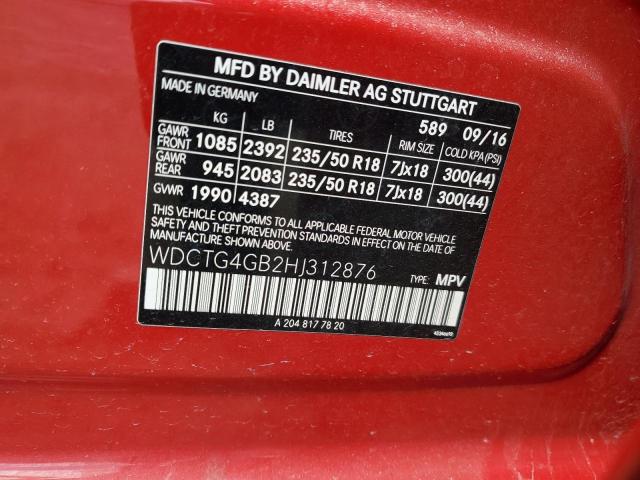 MFD BY DAIMLER AG STUTTGART
MADE IN GERMANY
589 09/16
KG LB TIRES RIM SIZE COLD KPA(PSI)
GAWR FRONT 1085 2392 235/50 R18 7Jx18 300(44)
GAWR REAR 945 2083 235/50 R18 7Jx18 300(44)
GVWR 1990 4387
THIS VEHICLE CONFORMS TO ALL APPLICABLE FEDERAL MOTOR VEHICLE
SAFETY AND THEFT PREVENTION STANDARDS IN EFFECT
ON THE DATE OF MANUFACTURE SHOWN ABOVE.
WDCTG4GB2HJ312876
TYPE: MPV
A 204 817 78 20